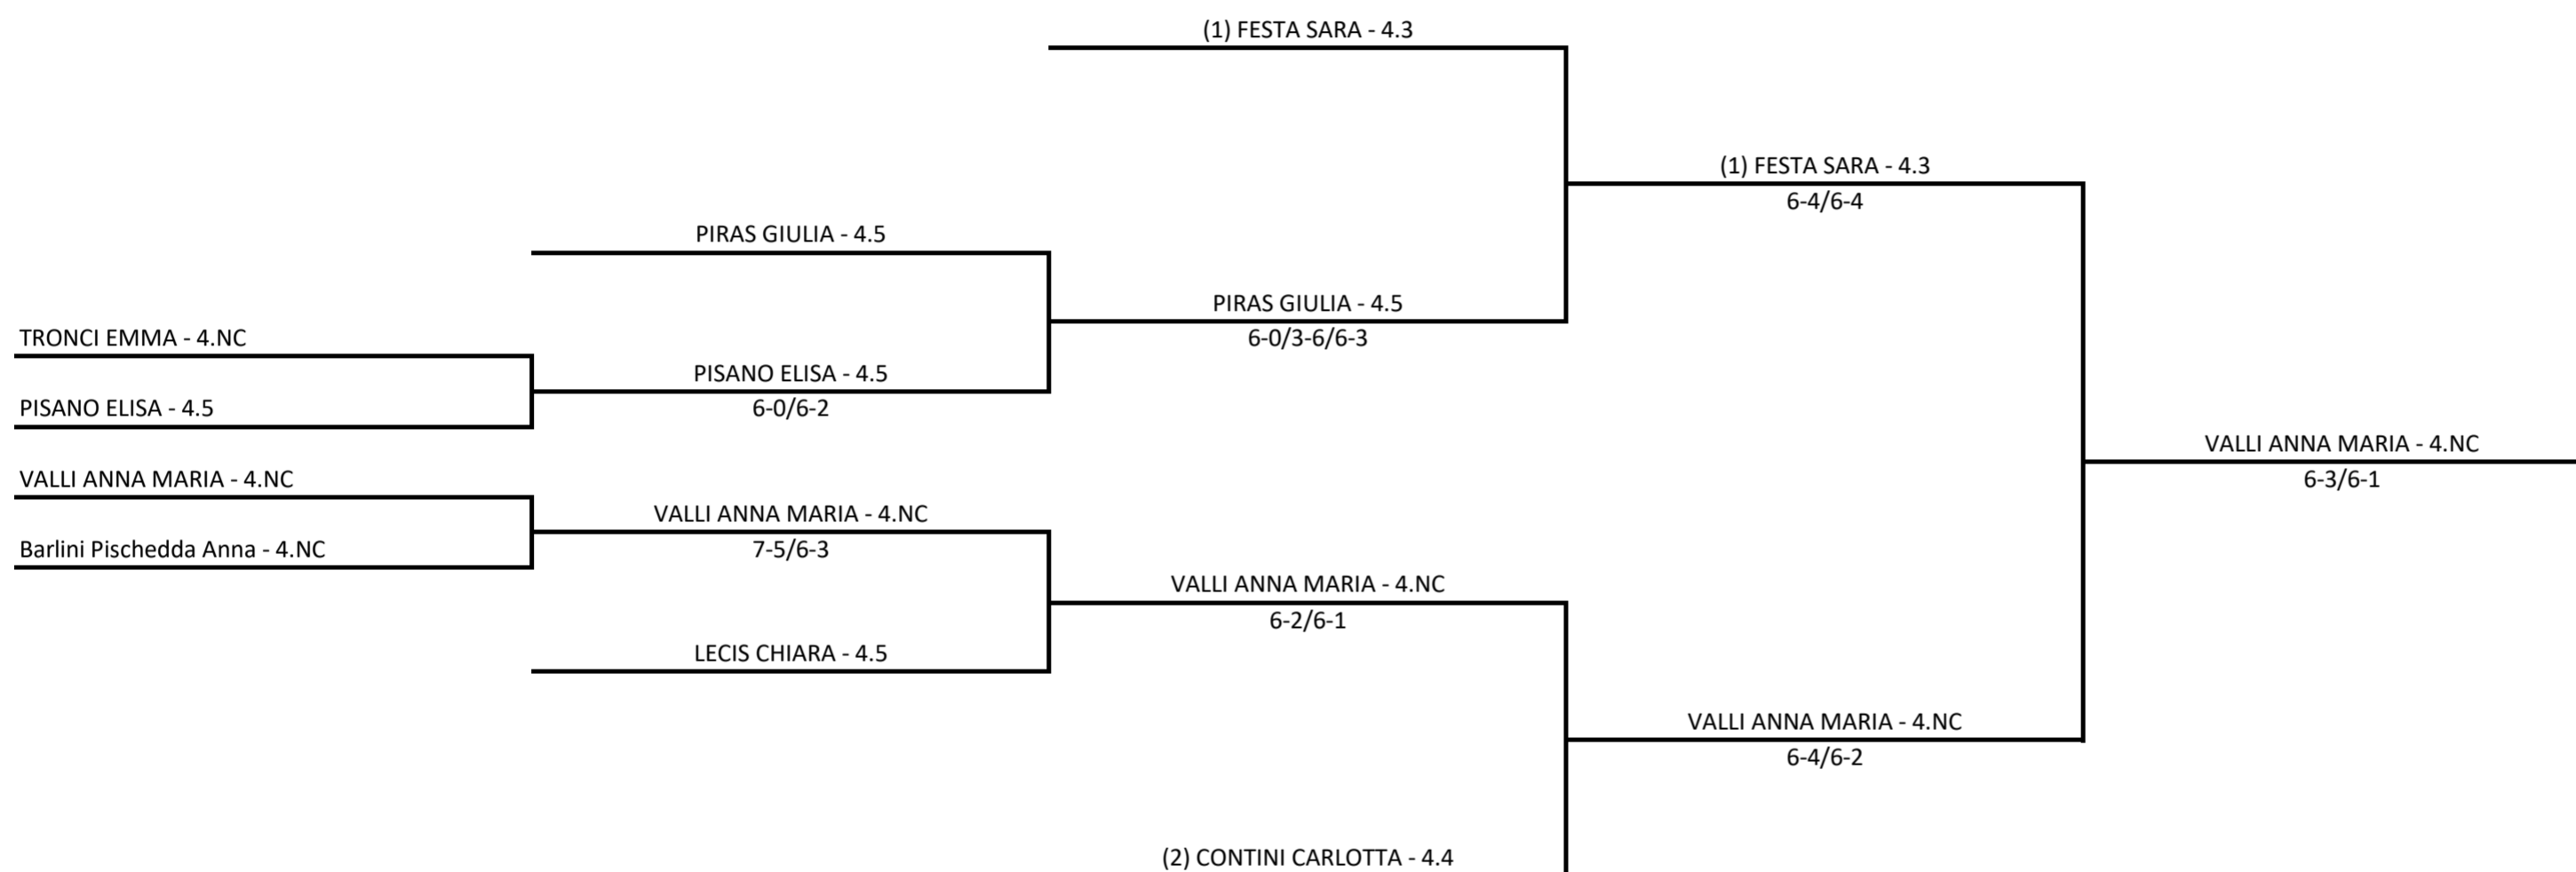 (1) FESTA SARA - 4.3
(1) FESTA SARA - 4.3
6-4/6-4
PIRAS GIULIA - 4.5
PIRAS GIULIA - 4.5
6-0/3-6/6-3
TRONCI EMMA - 4.NC
PISANO ELISA - 4.5
6-0/6-2
PISANO ELISA - 4.5
VALLI ANNA MARIA - 4.NC
6-3/6-1
VALLI ANNA MARIA - 4.NC
VALLI ANNA MARIA - 4.NC
7-5/6-3
Barlini Pischedda Anna - 4.NC
VALLI ANNA MARIA - 4.NC
6-2/6-1
LECIS CHIARA - 4.5
VALLI ANNA MARIA - 4.NC
6-4/6-2
(2) CONTINI CARLOTTA - 4.4